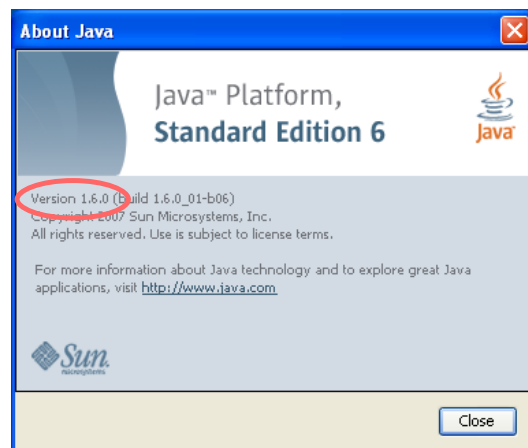 About Java
Java™ Platform,
Standard Edition 6
Java™
Version 1.6.0 (build 1.6.0_01-b06)
Copyright 2007 Sun Microsystems, Inc.
All rights reserved. Use is subject to license terms.
For more information about Java technology and to explore great Java
applications, visit http://www.java.com
Sun
microsystems
Close